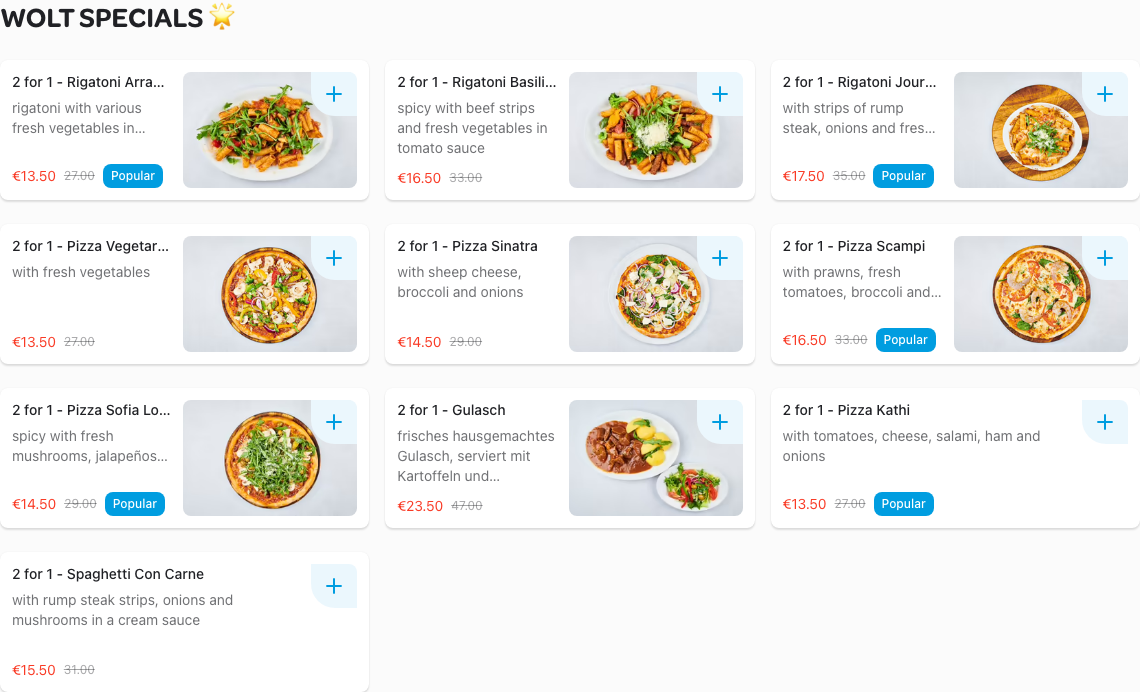 WOLT SPECIALS 🌟
2 for 1 - Rigatoni Arra...
rigatoni with various
fresh vegetables in...
€13.50 27.00 Popular
2 for 1 - Rigatoni Basili...
spicy with beef strips
and fresh vegetables in
tomato sauce
€16.50 33.00
2 for 1 - Rigatoni Jour...
with strips of rump
steak, onions and fres...
€17.50 35.00 Popular
2 for 1 - Pizza Vegetar...
with fresh vegetables
€13.50 27.00
2 for 1 - Pizza Sinatra
with sheep cheese,
broccoli and onions
€14.50 29.00
2 for 1 - Pizza Scampi
with prawns, fresh
tomatoes, broccoli and...
€16.50 33.00 Popular
2 for 1 - Pizza Sofia Lo...
spicy with fresh
mushrooms, jalapeños...
€14.50 29.00 Popular
2 for 1 - Gulasch
frisches hausgemachtes
Gulasch, serviert mit
Kartoffeln und...
€23.50 47.00
2 for 1 - Pizza Kathi
with tomatoes, cheese, salami, ham and
onions
€13.50 27.00 Popular
2 for 1 - Spaghetti Con Carne
with rump steak strips, onions and
mushrooms in a cream sauce
€15.50 31.00